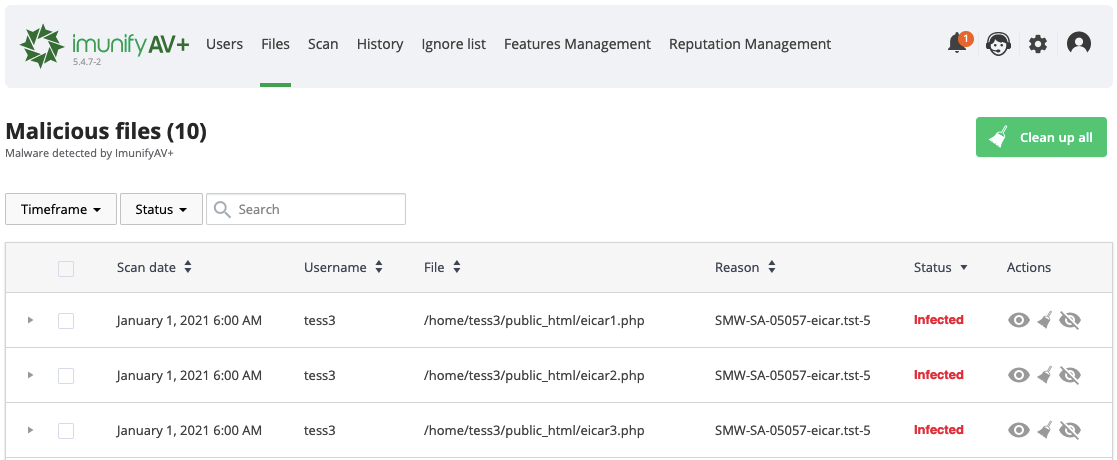 imunify AV+ Users Files Scan History Ignore list Features Management Reputation Management 1
5.4.7-2
Malicious files (10)
Malware detected by ImunifyAV+
Clean up all
Timeframe Status Search
Scan date Username File Reason Status Actions
January 1, 2021 6:00 AM tess3 /home/tess3/public_html/eicar1.php SMW-SA-05057-eicar.tst-5 Infected
January 1, 2021 6:00 AM tess3 /home/tess3/public_html/eicar2.php SMW-SA-05057-eicar.tst-5 Infected
January 1, 2021 6:00 AM tess3 /home/tess3/public_html/eicar3.php SMW-SA-05057-eicar.tst-5 Infected